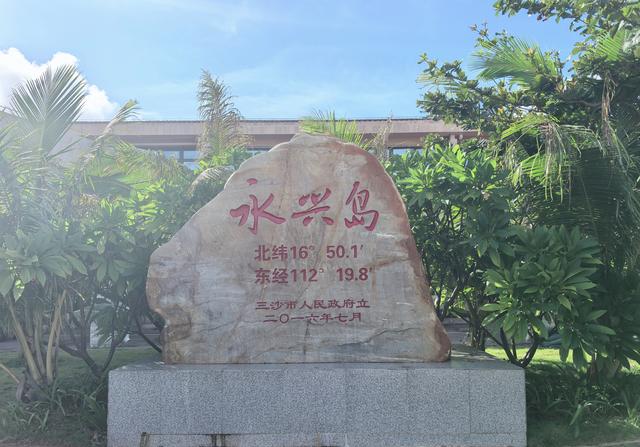 永兴岛
北纬16° 50.1′
东经112° 19.8′
三沙市人民政府立
二〇一六年七月